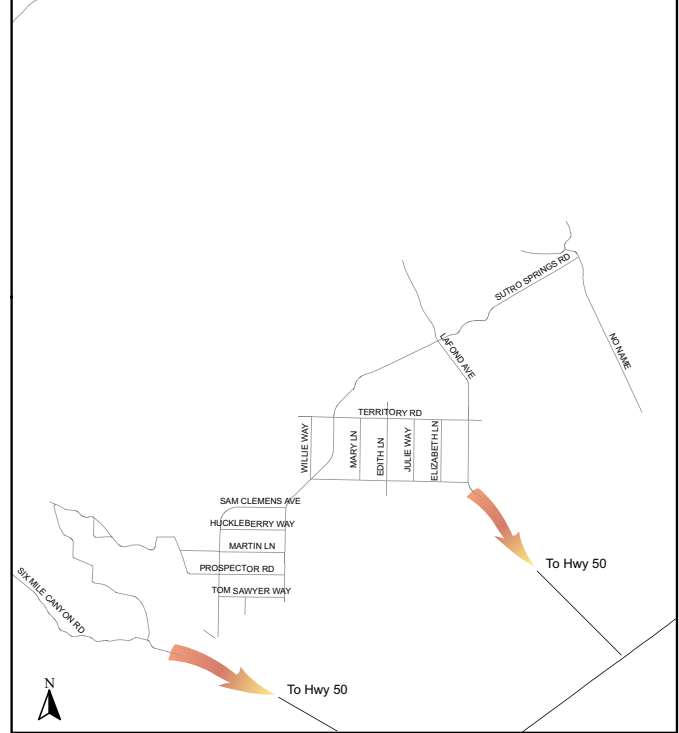 SUTRO SPRINGS RD
LAFOND AVE
NO NAME
TERRITORY RD
WILLIE WAY
MARY LN
EDITH LN
JULIE WAY
ELIZABETH LN
SAM CLEMENS AVE
HUCKLEBERRY WAY
MARTIN LN
PROSPECTOR RD
TOM SAWYER WAY
To Hwy 50
SIX MILE CANYON RD
To Hwy 50
N